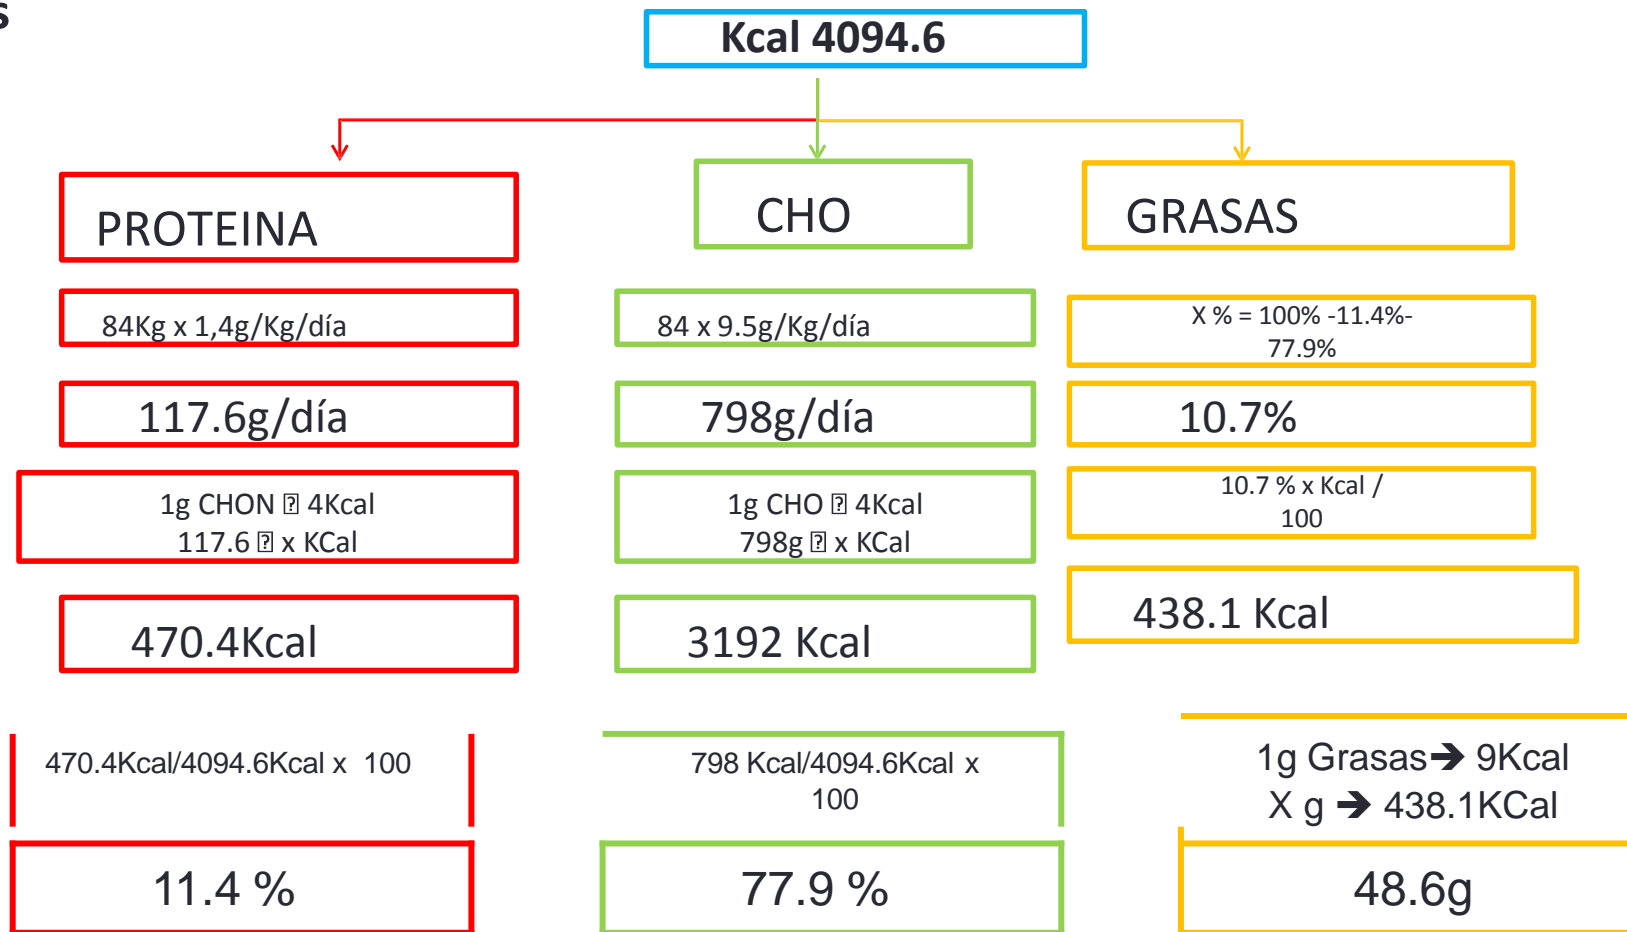 s
Kcal 4094.6
PROTEINA
CHO
GRASAS
84Kg x 1,4g/Kg/día
84 x 9.5g/Kg/día
X % = 100% -11.4%-
77.9%
117.6g/día
798g/día
10.7%
1g CHON ⍰ 4Kcal
117.6 ⍰ x KCal
1g CHO ⍰ 4Kcal
798g ⍰ x KCal
10.7 % x Kcal /
100
470.4Kcal
3192 Kcal
438.1 Kcal
470.4Kcal/4094.6Kcal x 100
798 Kcal/4094.6Kcal x
100
1g Grasas➔ 9Kcal
X g ➔ 438.1KCal
11.4 %
77.9 %
48.6g